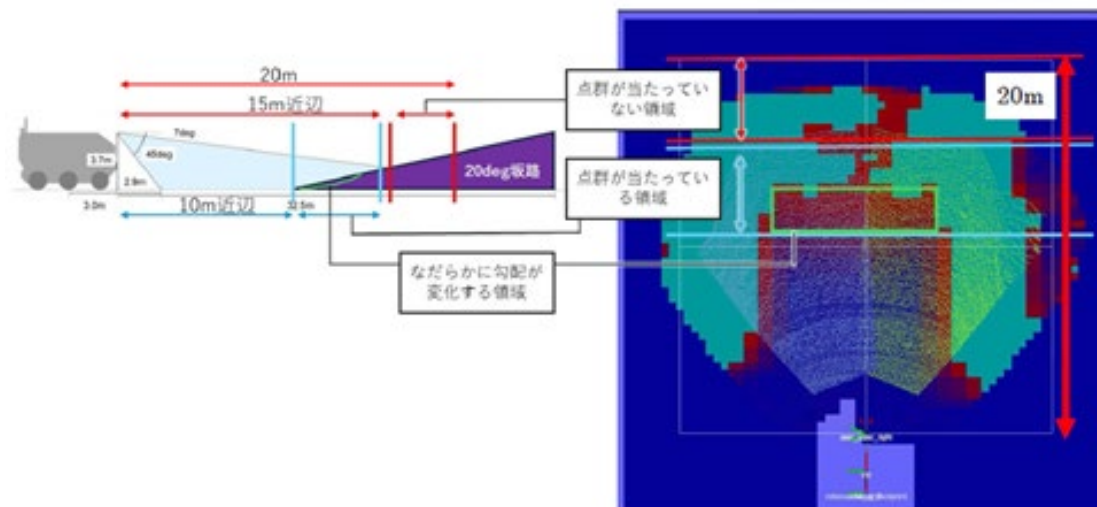 20m
15m近辺
7deg
45deg
3.7m
2.9m
3.0m
10m近辺
20deg坂路
点群が当たってい
ない領域
点群が当たってい
る領域
なだらかに勾配が
変化する領域
20m